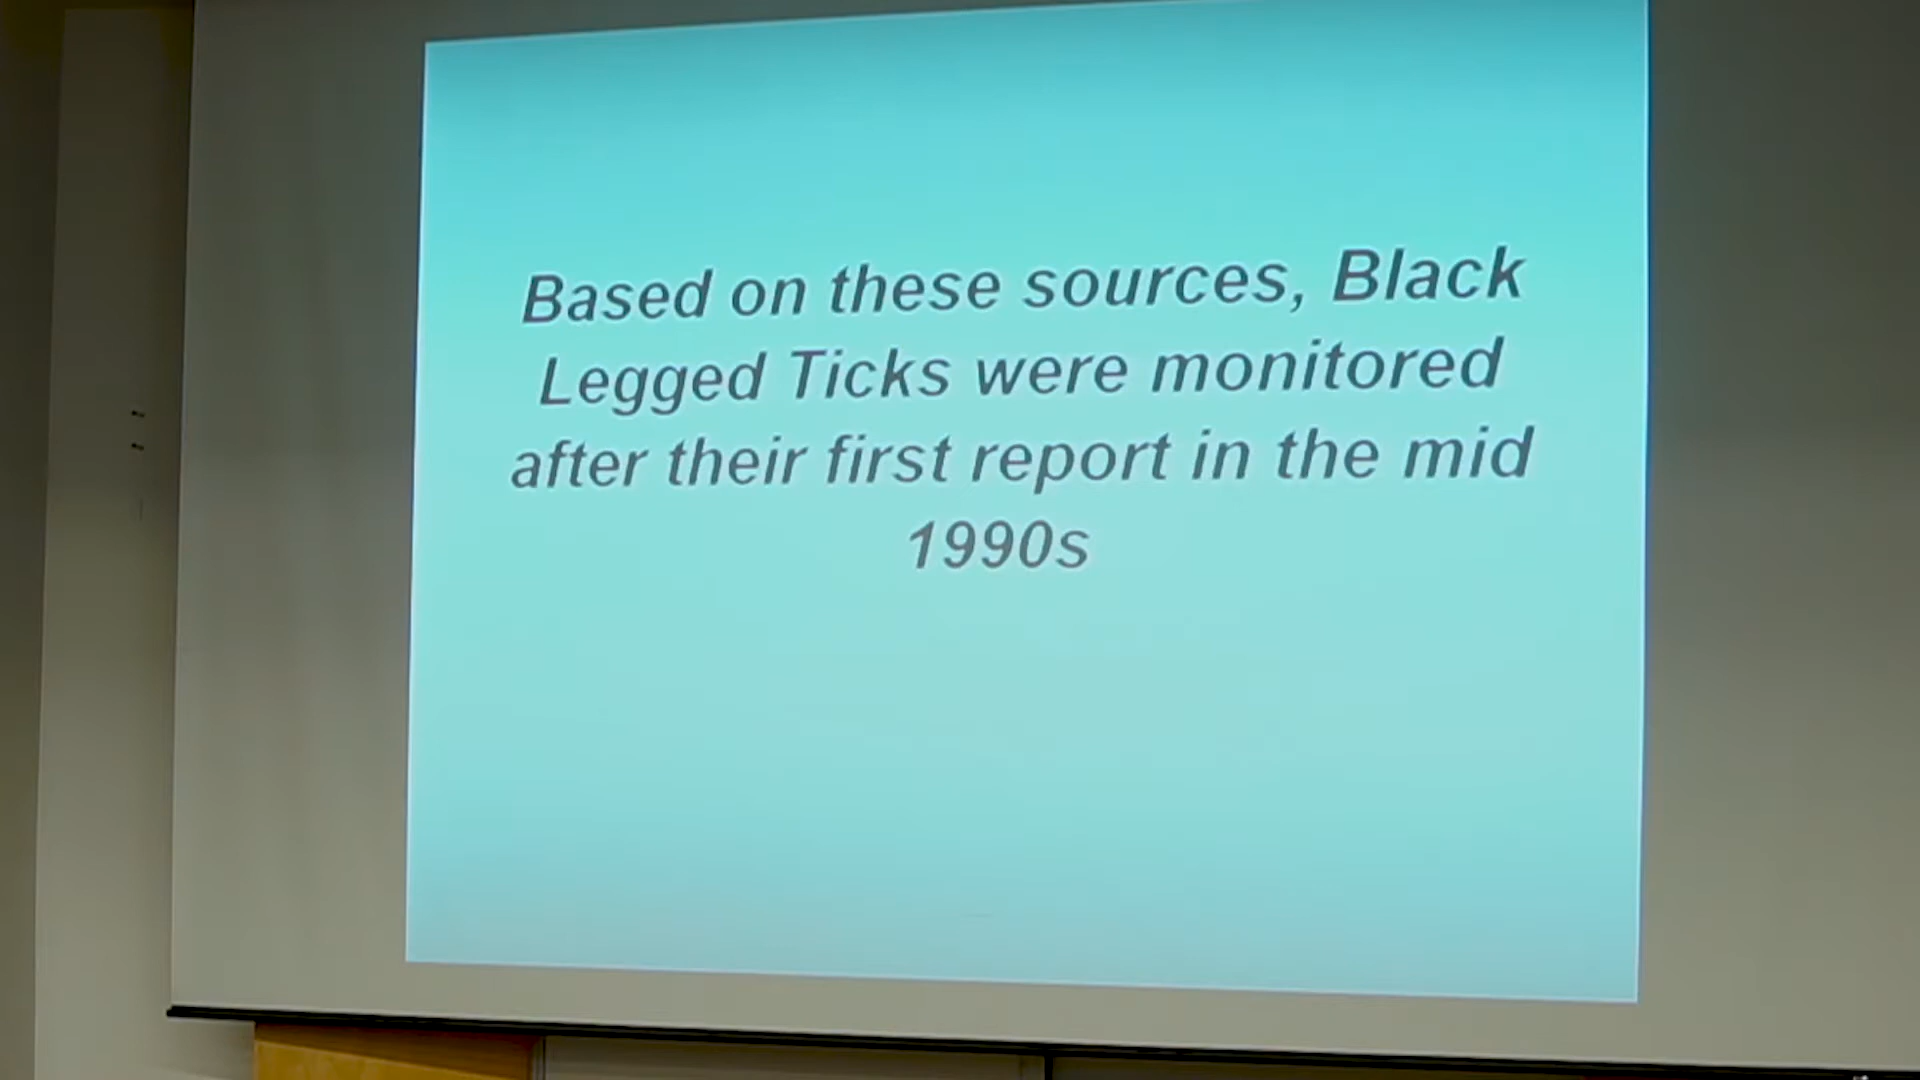 Based on these sources, Black
Legged Ticks were monitored
after their first report in the mid
1990s